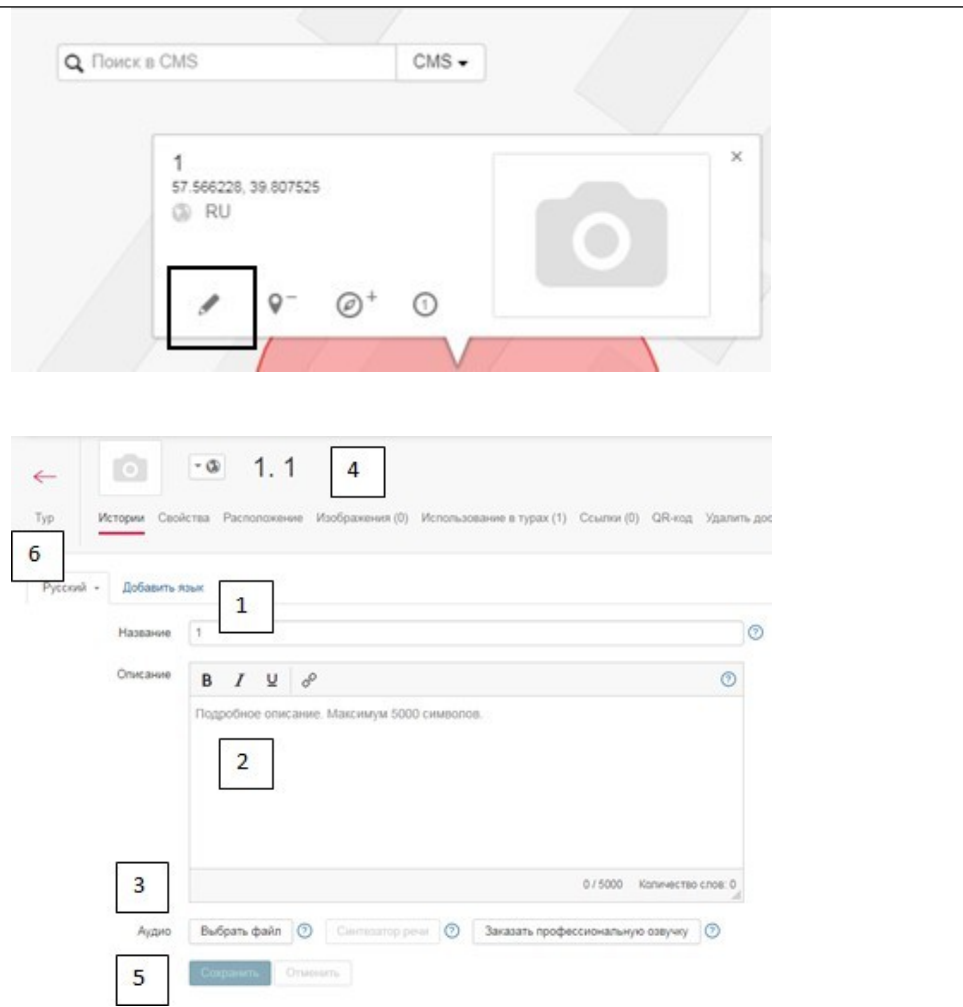 Поиск в CMS CMS
1
57.566228, 39.807525
RU
1
1. 1 4
Тур Истории Свойства Расположение Изображения (0) Использование в турах (1) Ссылки (0) QR-код Удалить дос
6
Русский Добавить язык
1
Название 1 ?
Описание B I U ?
Подробное описание. Максимум 5000 символов.
2
3
0 / 5000 Количество слов: 0
Аудио Выбрать файл ? Синтезатор речи ? Заказать профессиональную озвучку ?
5 Сохранить Отменить